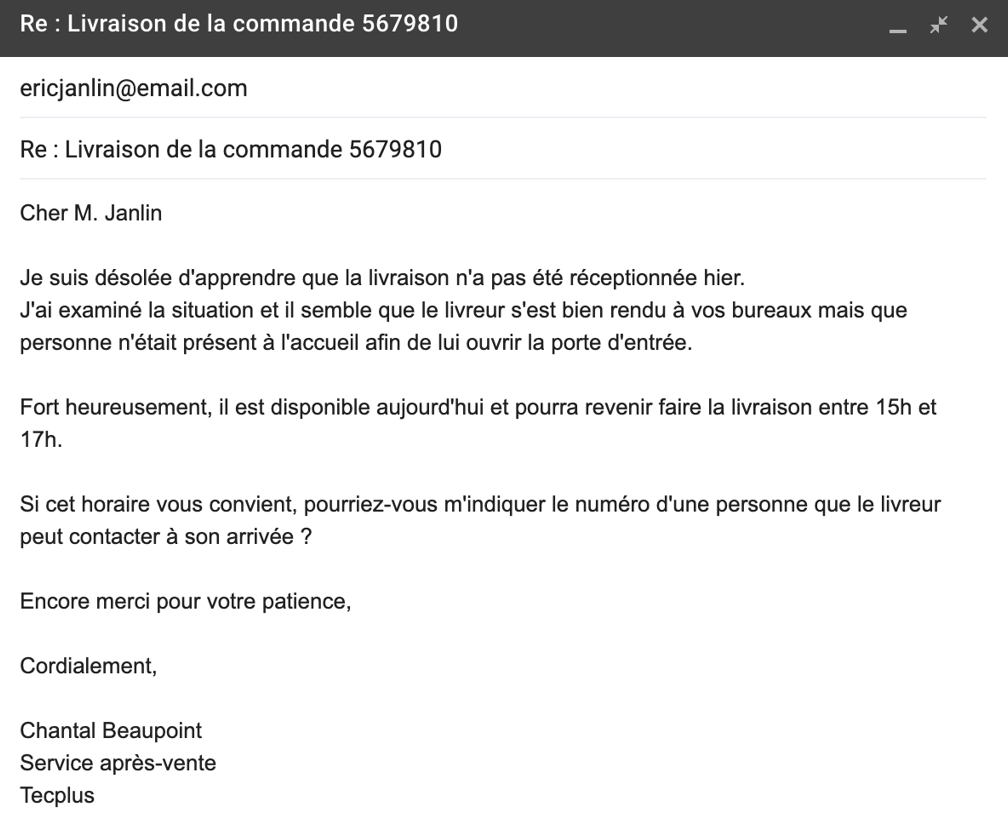 Re : Livraison de la commande 5679810
ericjanlin@email.com
Re : Livraison de la commande 5679810
Cher M. Janlin
Je suis désolée d'apprendre que la livraison n'a pas été réceptionnée hier.
J'ai examiné la situation et il semble que le livreur s'est bien rendu à vos bureaux mais que
personne n'était présent à l'accueil afin de lui ouvrir la porte d'entrée.
Fort heureusement, il est disponible aujourd'hui et pourra revenir faire la livraison entre 15h et
17h.
Si cet horaire vous convient, pourriez-vous m'indiquer le numéro d'une personne que le livreur
peut contacter à son arrivée ?
Encore merci pour votre patience,
Cordialement,
Chantal Beaupoint
Service après-vente
Tecplus